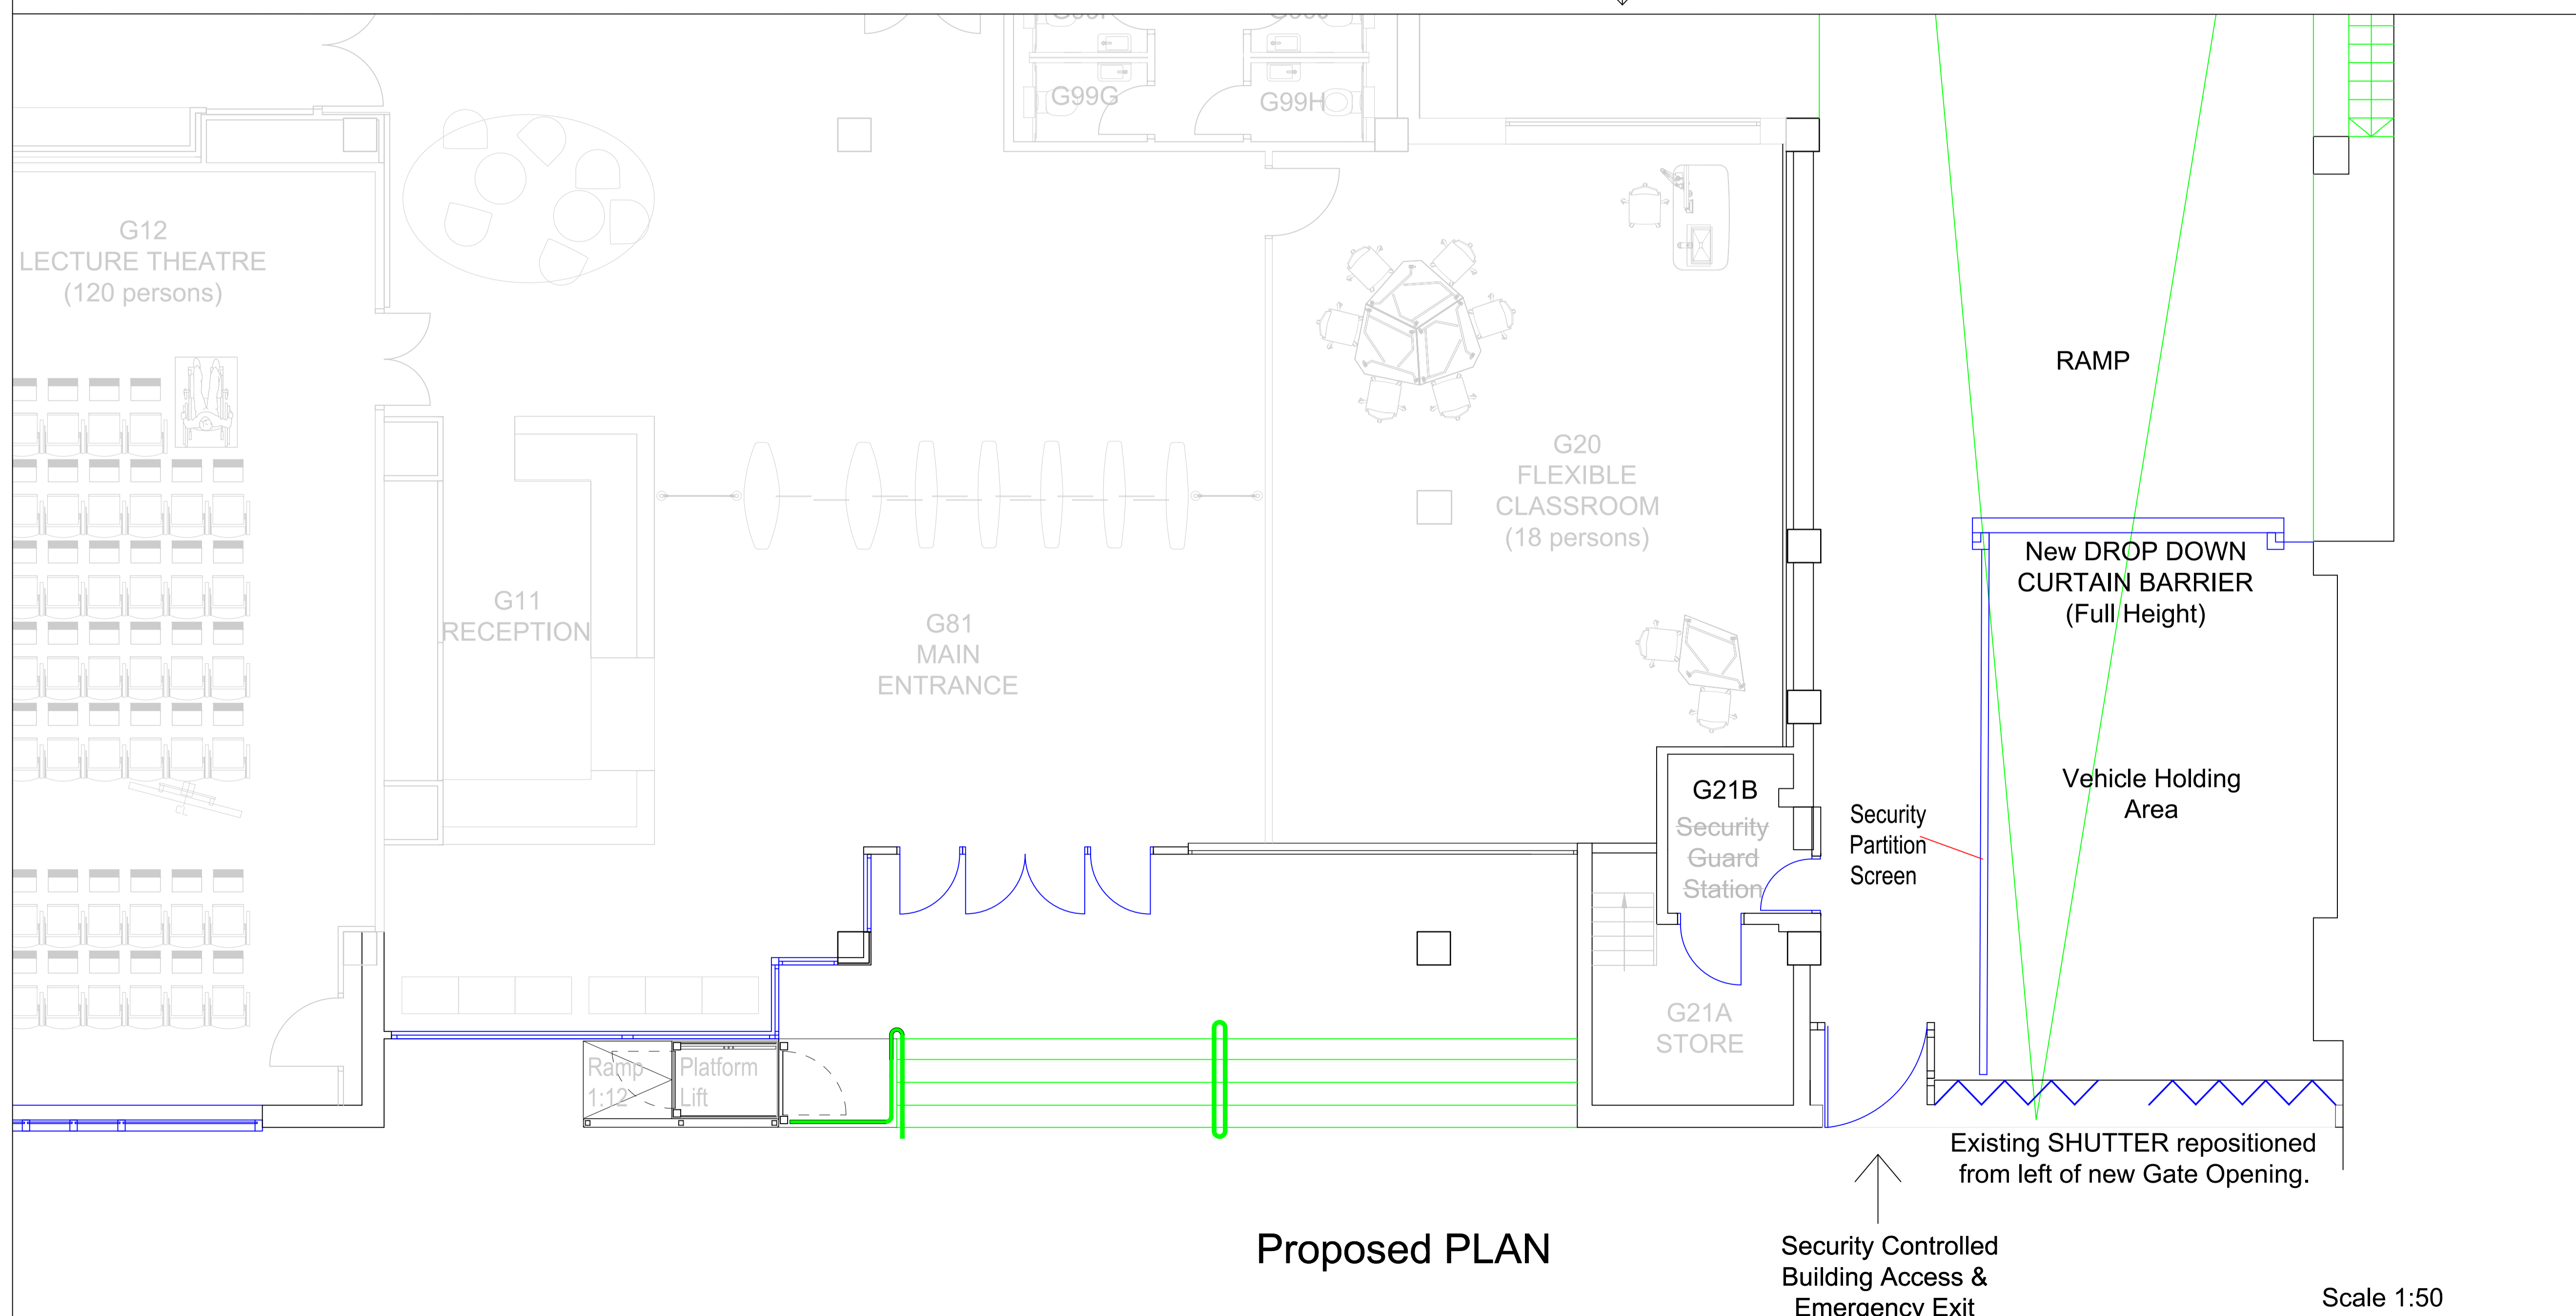 G99G
G99H
G12
LECTURE THEATRE
(120 persons)
RAMP
G20
FLEXIBLE
CLASSROOM
(18 persons)
New DROP DOWN
CURTAIN BARRIER
(Full Height)
G11
RECEPTION
G81
MAIN
ENTRANCE
G21B
Security
Guard
Station
Security
Partition
Screen
Vehicle Holding
Area
G21A
STORE
Ramp
1:12
Platform
Lift
Existing SHUTTER repositioned
from left of new Gate Opening.
Proposed PLAN
Security Controlled
Building Access &
Emergency Exit
Scale 1:50